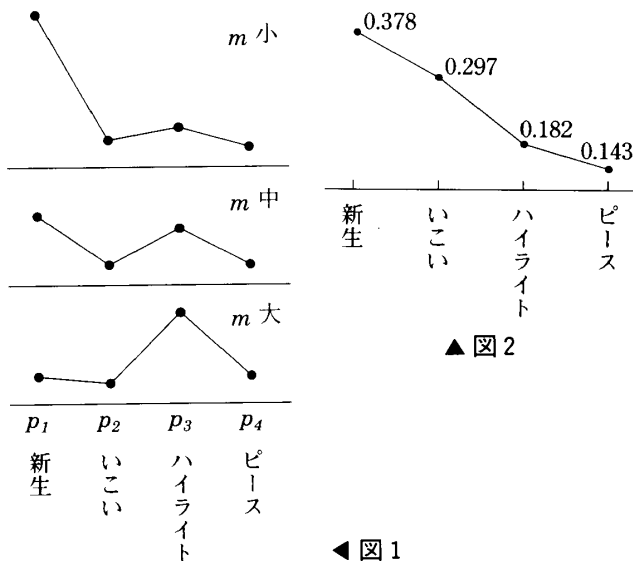 m 小
m 中
m 大
p₁ p₂ p₃ p₄
新生
いこい
ハイライト
ピース
◀ 図1
0.378
0.297
0.182
0.143
新生
いこい
ハイライト
ピース
▲ 図2